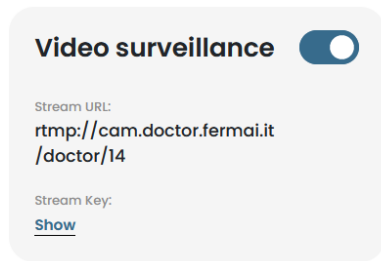 Video surveillance
Stream URL:
rtmp://cam.doctor.fermai.it
/doctor/14
Stream Key:
Show